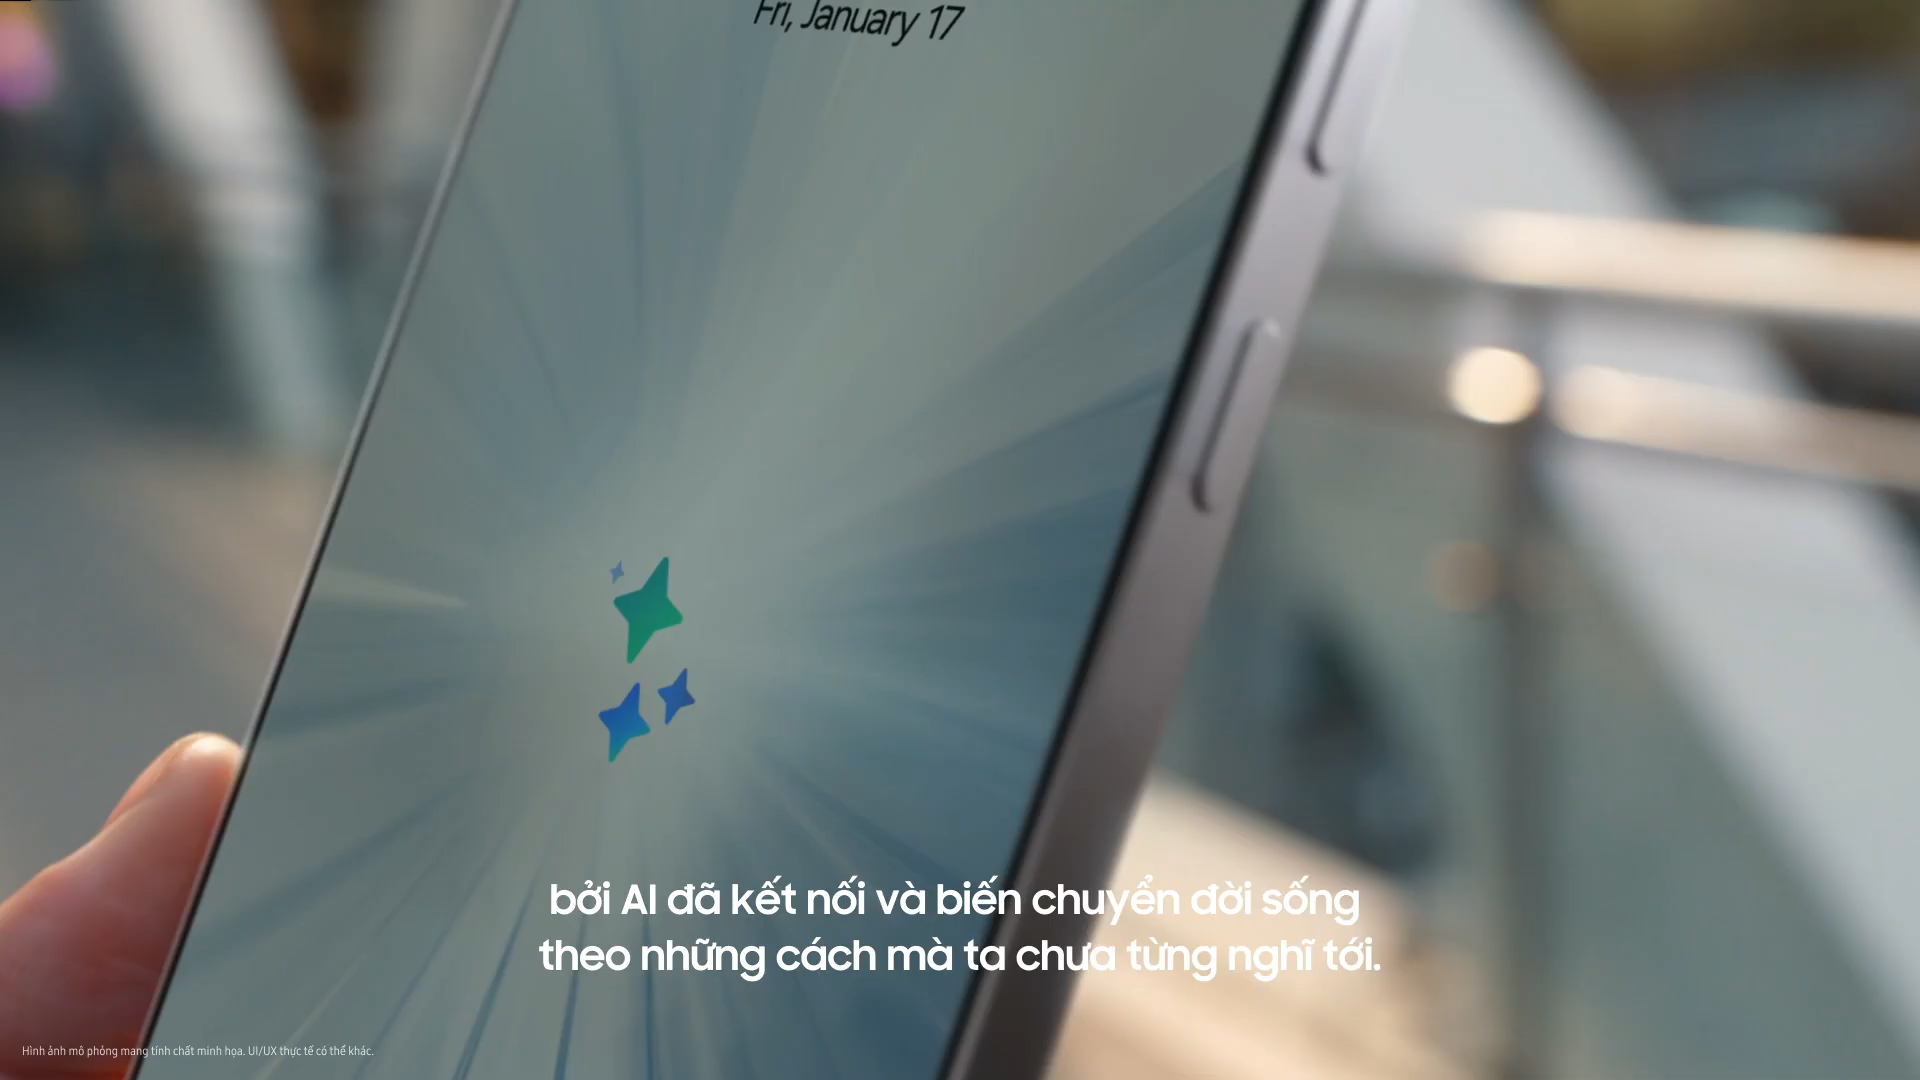 Fri, January 17
bởi AI đã kết nối và biến chuyển đời sống
theo những cách mà ta chưa từng nghĩ tới.
Hình ảnh mô phỏng mang tính chất minh họa. UI/UX thực tế có thể khác.